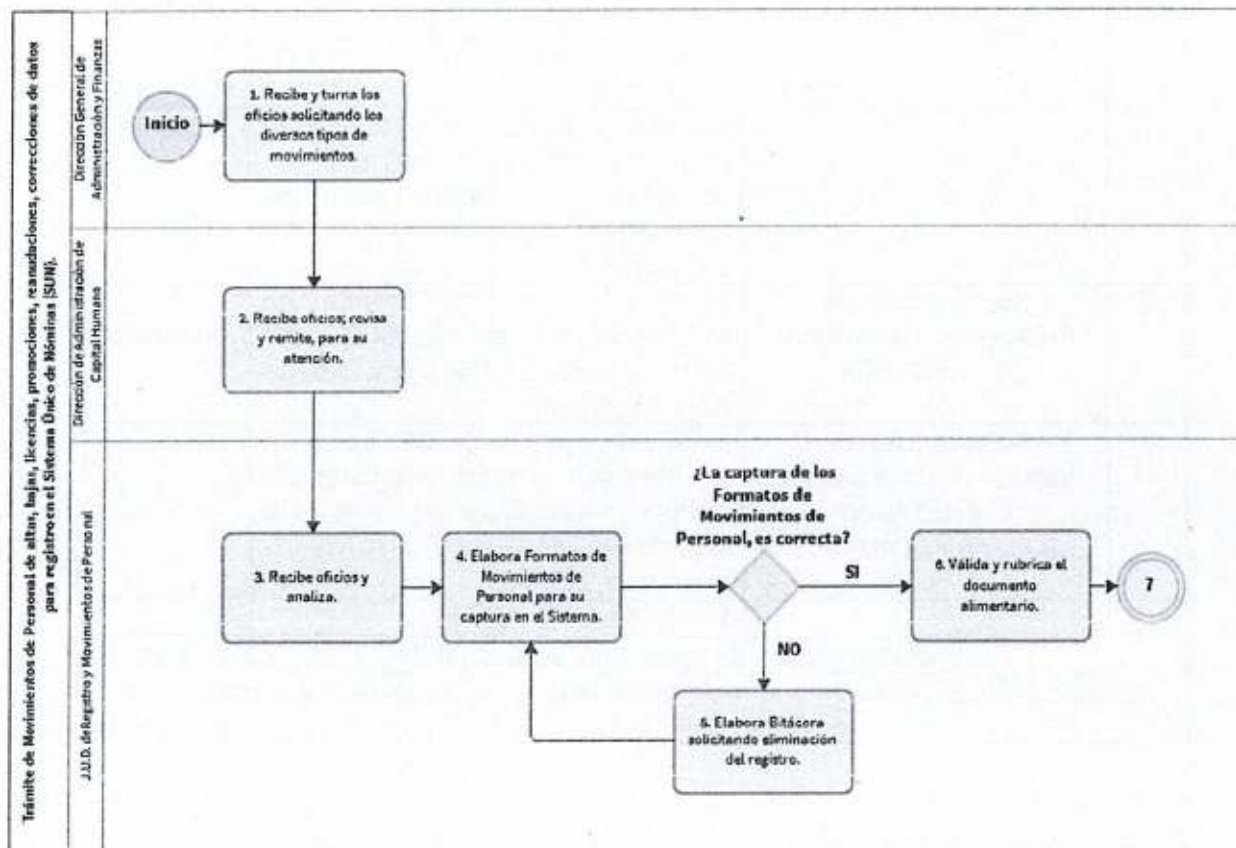 Trámite de Movimientos de Personal de altas, bajas, licencias, promociones, reanudaciones, correcciones de datos
para registro en el Sistema Único de Nóminas (SUN).
Dirección General de
Administración y Finanzas
Inicio
1. Recibe y turna los
oficios solicitando los
diversos tipos de
movimientos.
Dirección de Administración de
Capital Humano
2. Recibe oficios; revisa
y remite, para su
atención.
J.U.D. de Registro y Movimientos de Personal
3. Recibe oficios y
analiza.
4. Elabora Formatos de
Movimientos de
Personal para su
captura en el Sistema.
¿La captura de los
Formatos de
Movimientos de
Personal, es correcta?
SI
NO
5. Elabora Bitácora
solicitando eliminación
del registro.
6. Válida y rubrica el
documento
alimentario.
7